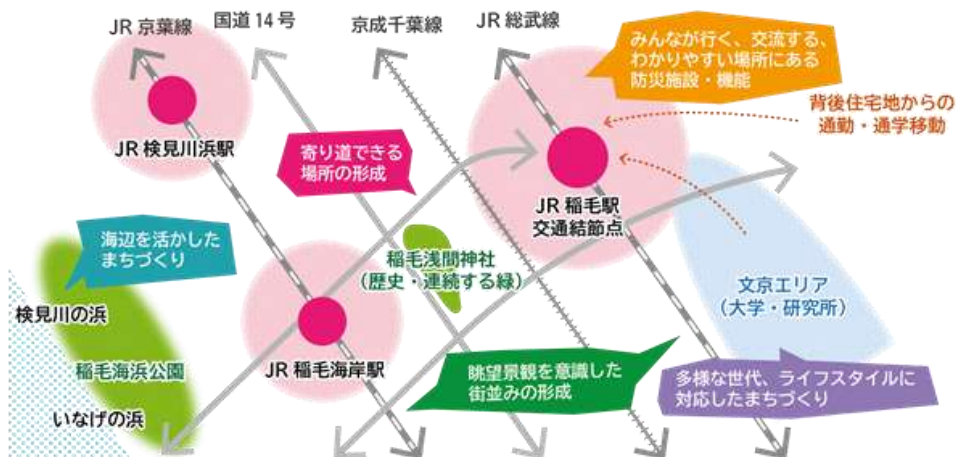 JR 京葉線
国道 14 号
京成千葉線
JR 総武線
みんなが行く、交流する、
わかりやすい場所にある
防災施設・機能
背後住宅地からの
通勤・通学移動
JR 検見川浜駅
寄り道できる
場所の形成
JR 稲毛駅
交通結節点
海辺を活かした
まちづくり
稲毛浅間神社
(歴史・連続する緑)
文京エリア
(大学・研究所)
検見川の浜
稲毛海浜公園
JR 稲毛海岸駅
眺望景観を意識した
街並みの形成
多様な世代、ライフスタイルに
対応したまちづくり
いなげの浜